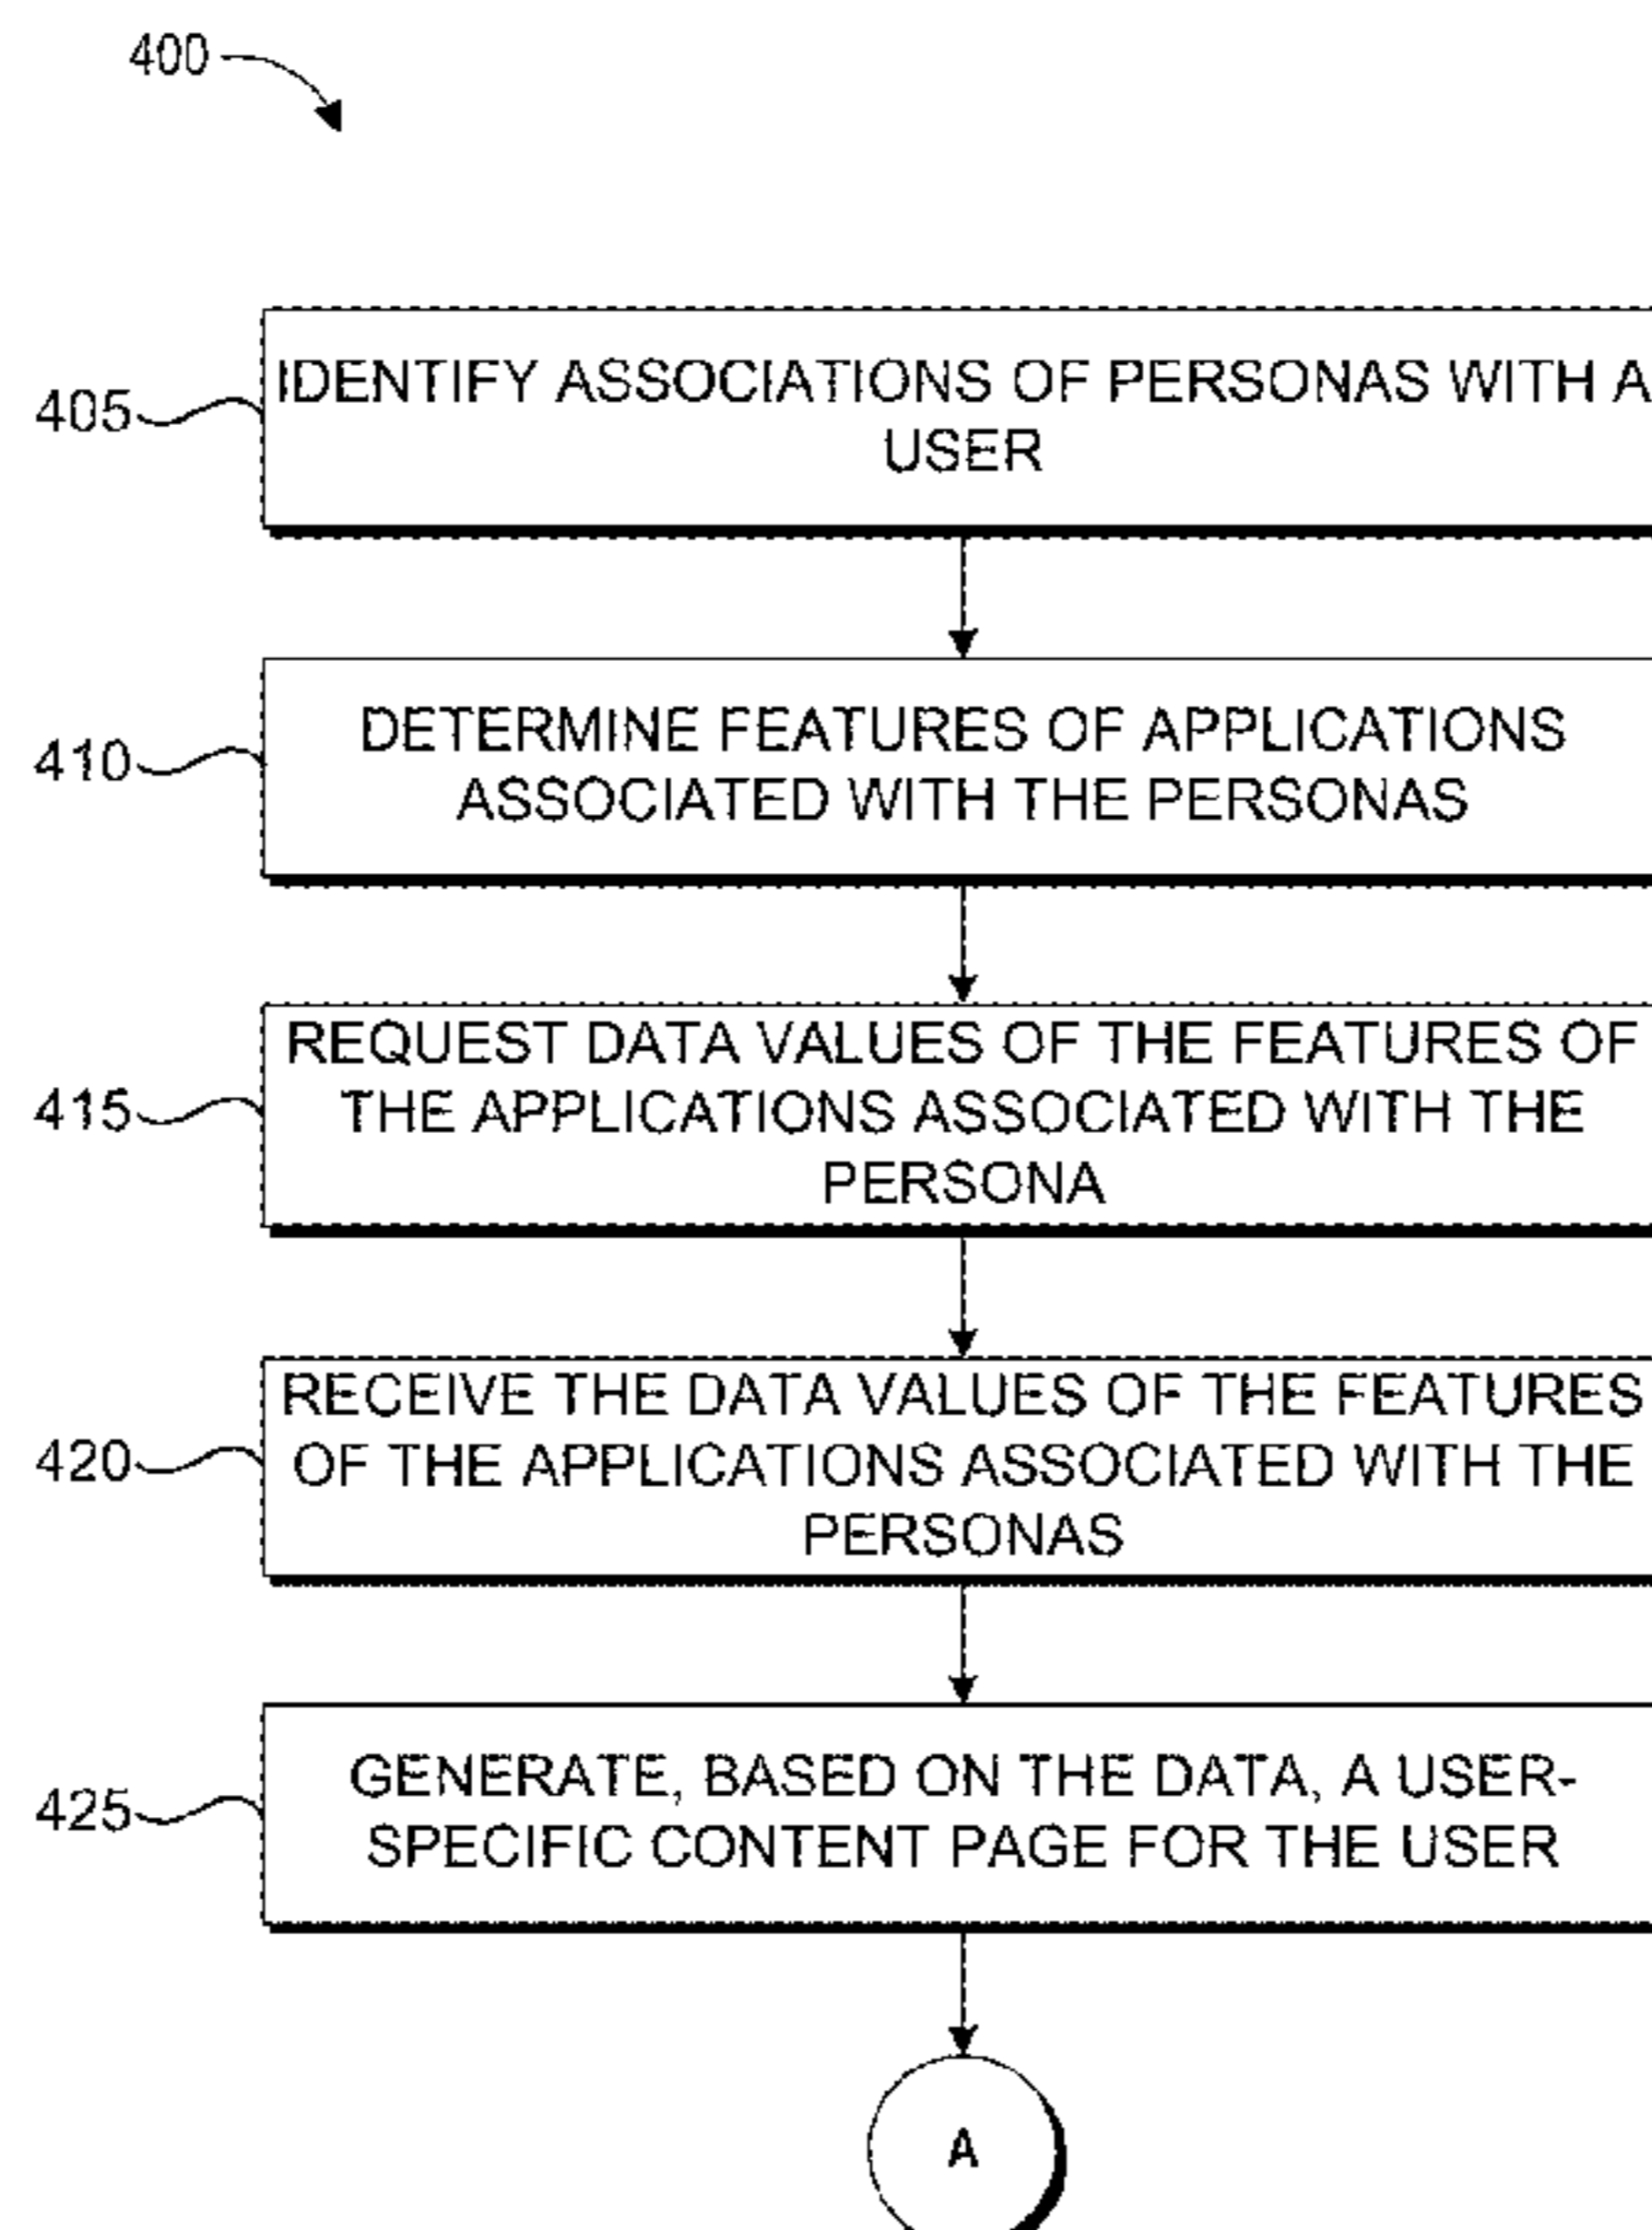 400
405
IDENTIFY ASSOCIATIONS OF PERSONAS WITH A
USER
410
DETERMINE FEATURES OF APPLICATIONS
ASSOCIATED WITH THE PERSONAS
415
REQUEST DATA VALUES OF THE FEATURES OF
THE APPLICATIONS ASSOCIATED WITH THE
PERSONA
420
RECEIVE THE DATA VALUES OF THE FEATURES
OF THE APPLICATIONS ASSOCIATED WITH THE
PERSONAS
425
GENERATE, BASED ON THE DATA, A USER-
SPECIFIC CONTENT PAGE FOR THE USER
A